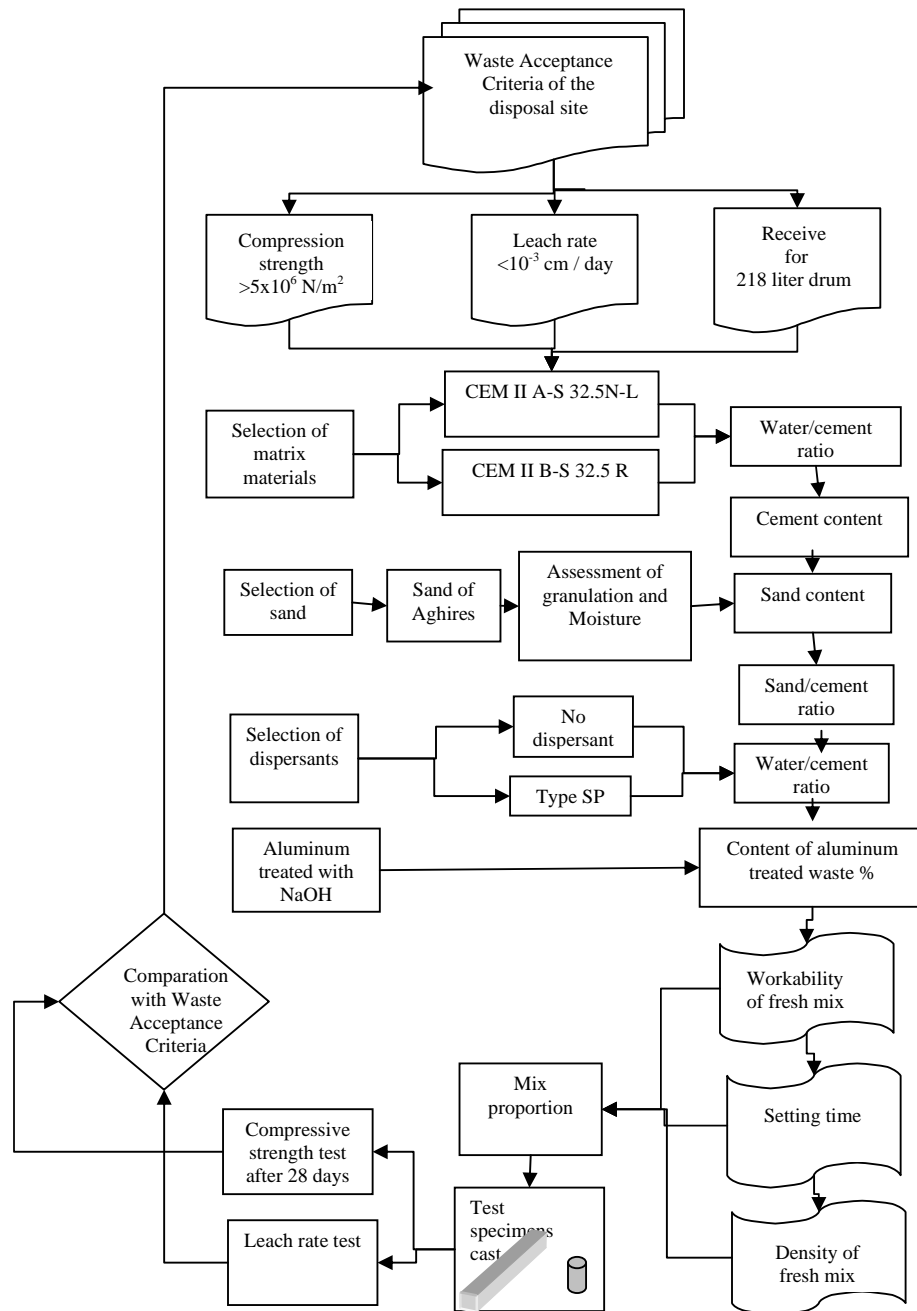 Waste Acceptance
Criteria of the
disposal site
Compression
strength
>5x10⁶ N/m²
Leach rate
<10⁻³ cm / day
Receive
for
218 liter drum
CEM II A-S 32.5N-L
Selection of
matrix
materials
CEM II B-S 32.5 R
Water/cement
ratio
Cement content
Selection of
sand
Sand of
Aghires
Assessment of
granulation and
Moisture
Sand content
Sand/cement
ratio
Selection of
dispersants
No
dispersant
Type SP
Water/cement
ratio
Aluminum
treated with
NaOH
Content of aluminum
treated waste %
Workability
of fresh mix
Comparation
with Waste
Acceptance
Criteria
Mix
proportion
Setting time
Compressive
strength test
after 28 days
Test
specimens
cast
Leach rate test
Density of
fresh mix